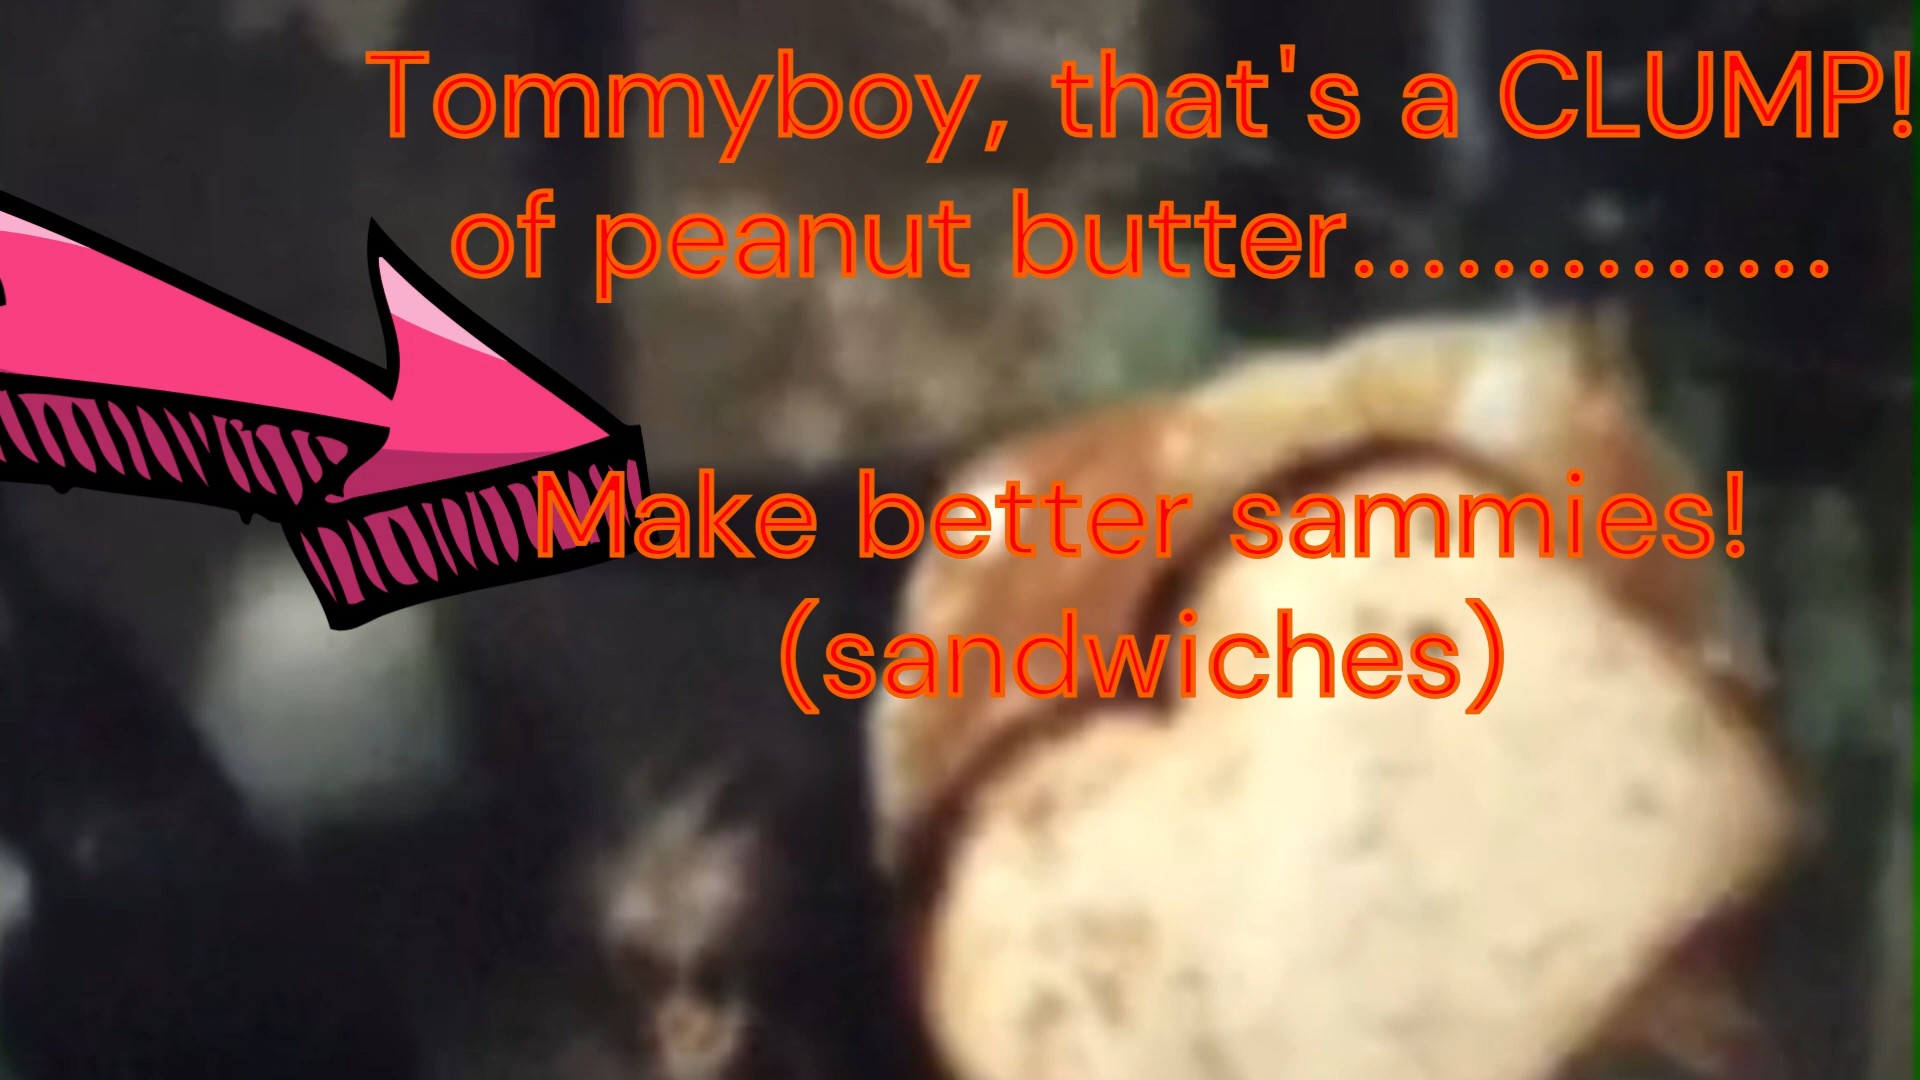 Tommyboy, that's a CLUMP!
of peanut butter..............
Make better sammies!
(sandwiches)